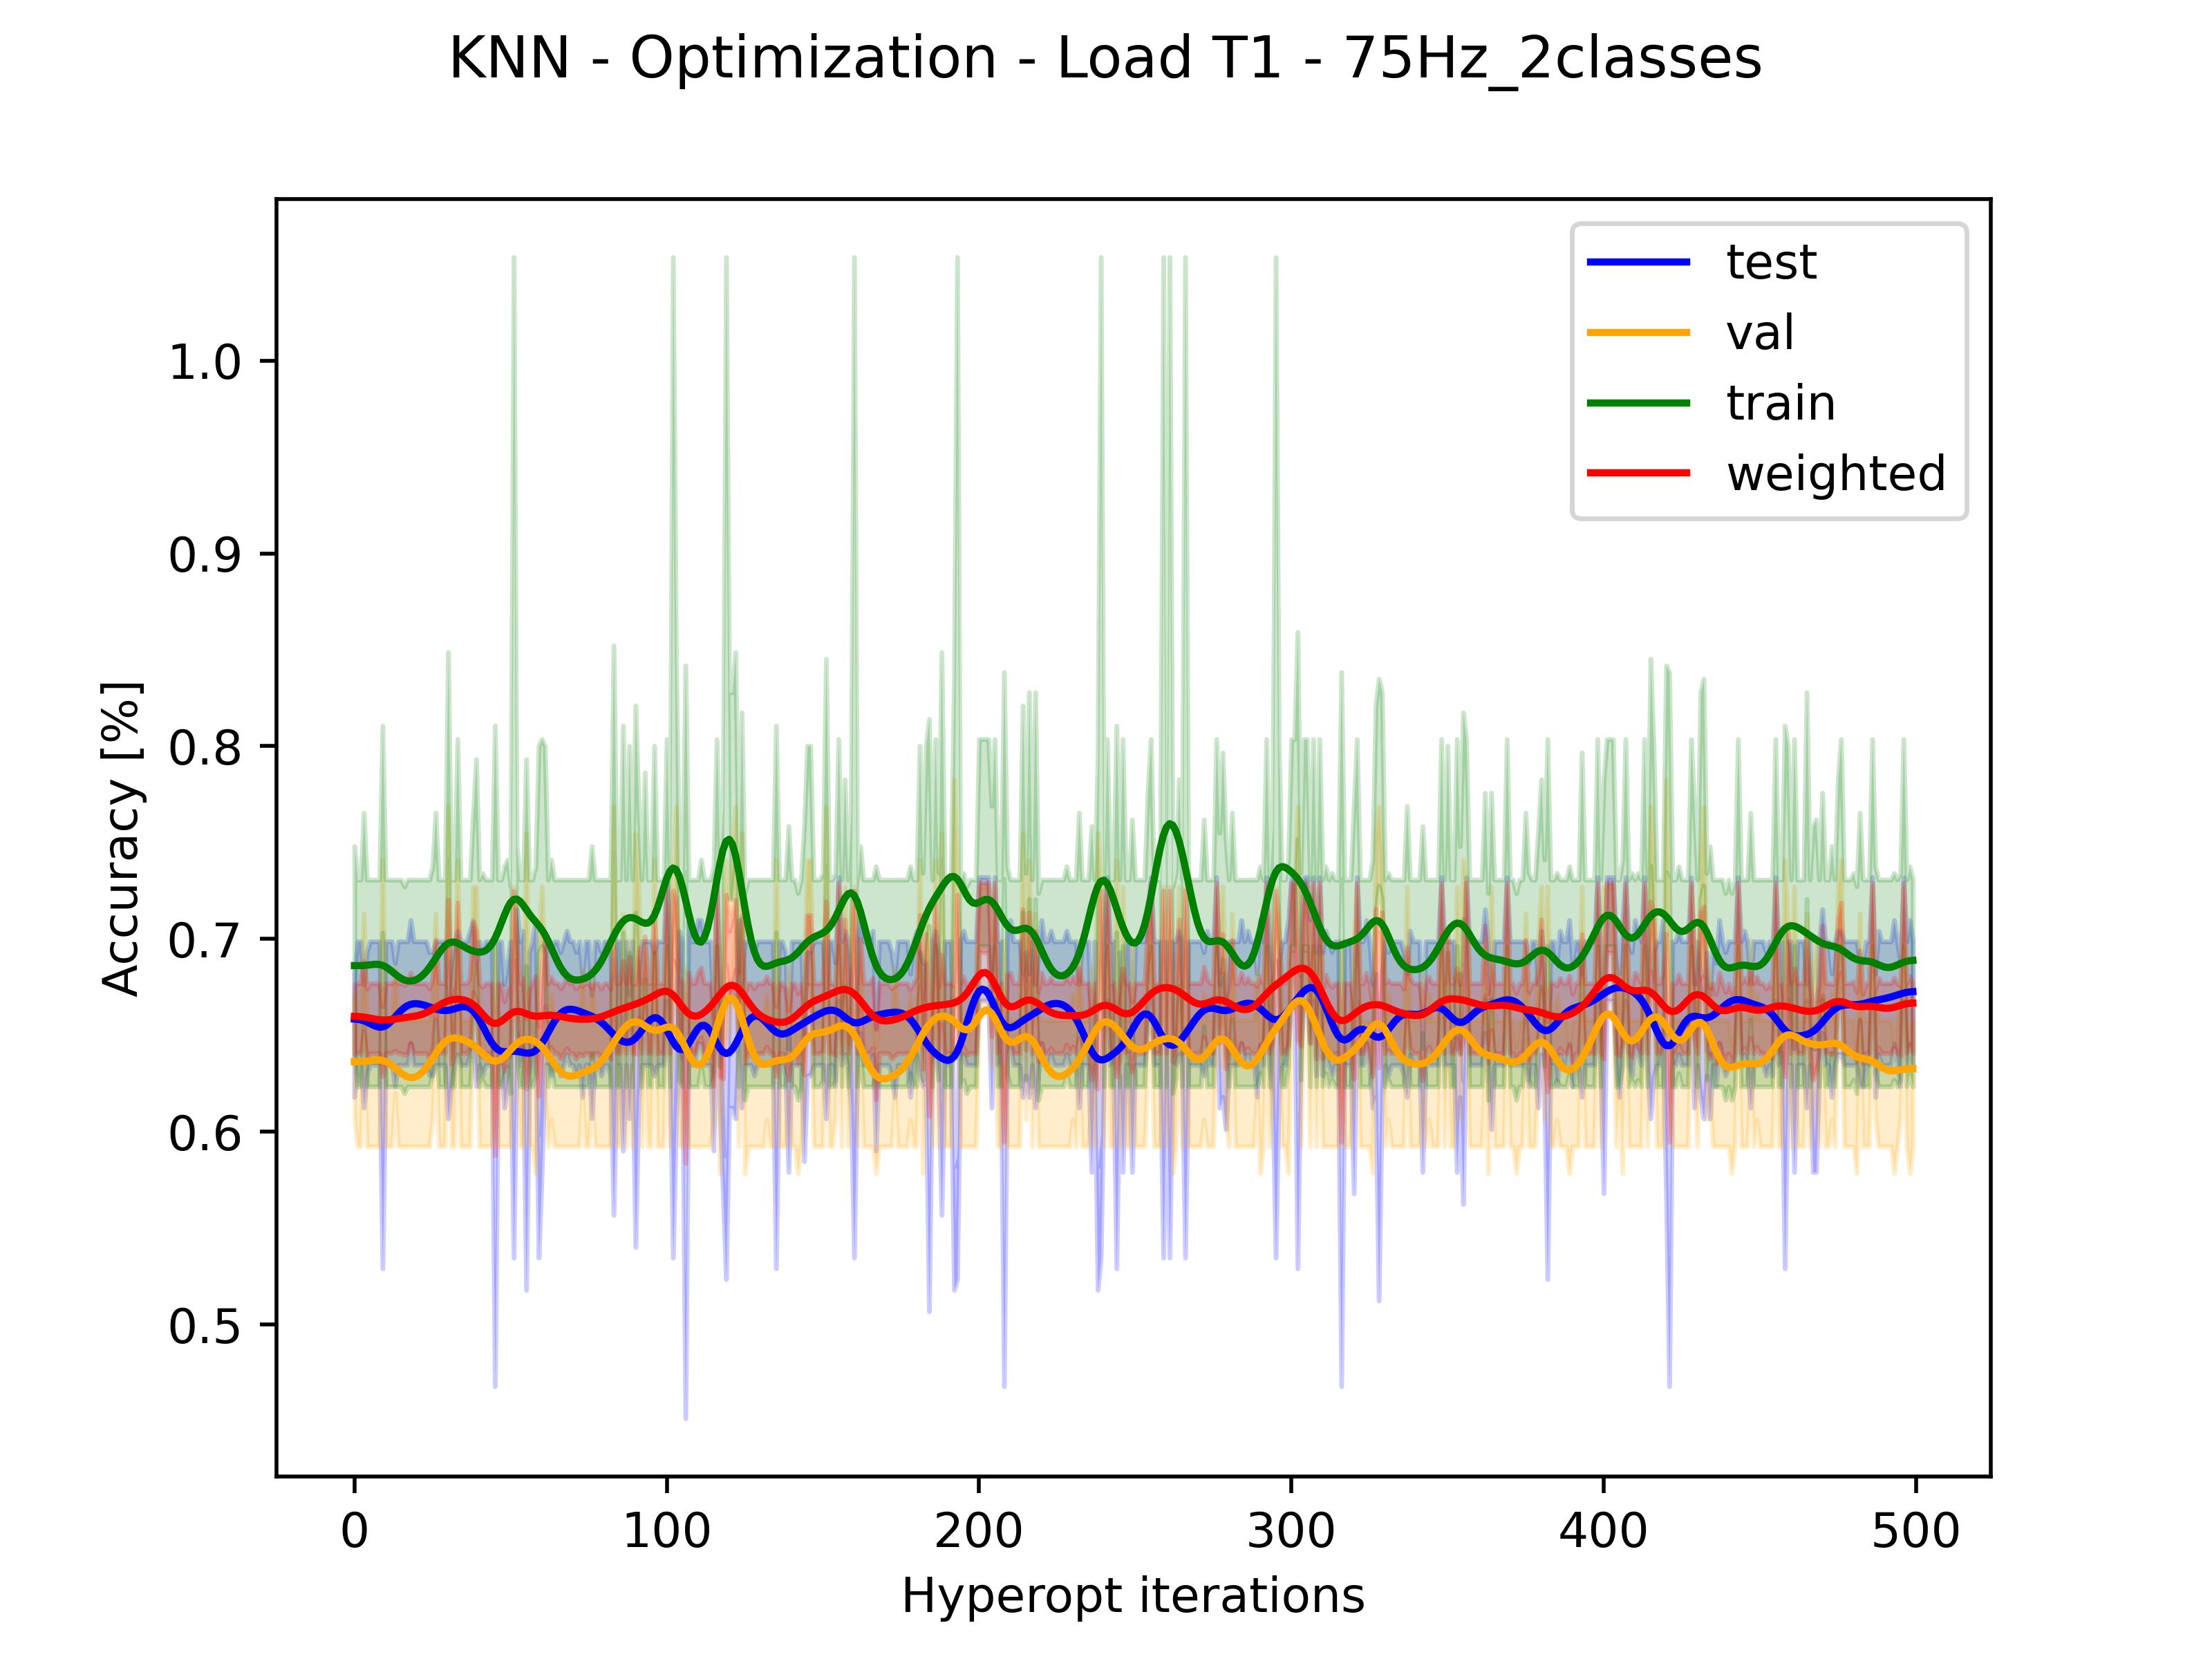 KNN - Optimization - Load T1 - 75Hz_2classes
test
val
train
weighted
1.0
0.9
0.8
0.7
0.6
0.5
Accuracy [%]
0 100 200 300 400 500
Hyperopt iterations